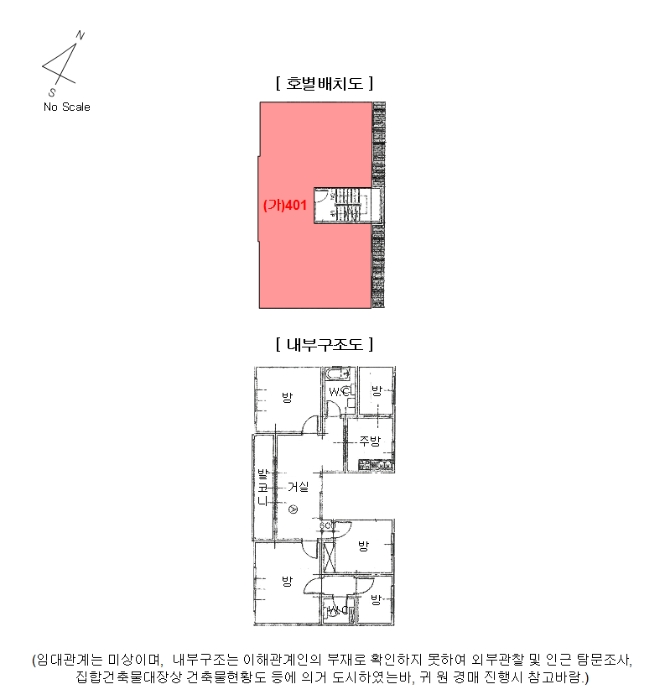 N
S
No Scale
[ 호별배치도 ]
(가)401
[ 내부구조도 ]
방
W.C
방
주방
발코니
거실
방
방
W.C
방
(임대관계는 미상이며, 내부구조는 이해관계인의 부재로 확인하지 못하여 외부관찰 및 인근 탐문조사,
집합건축물대장상 건축물현황도 등에 의거 도시하였는바, 귀 원 경매 진행시 참고바람.)